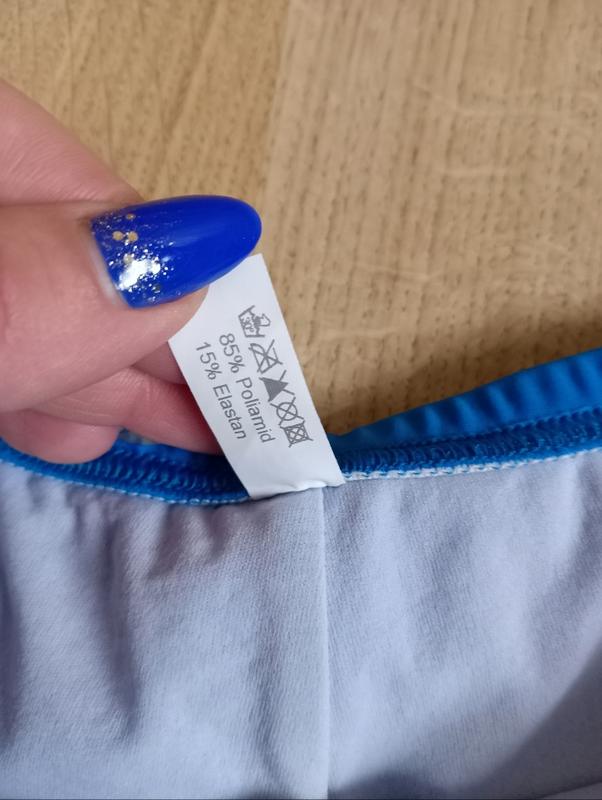 85% Poliamid
15% Elastan